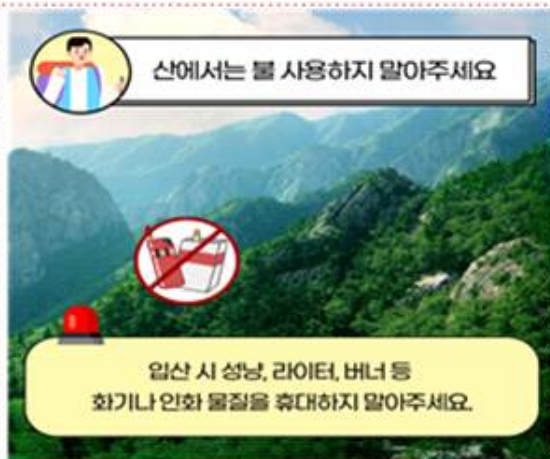 산에서는 불 사용하지 말아주세요
입산 시 성냥, 라이터, 버너 등
화기나 인화 물질을 휴대하지 말아주세요.